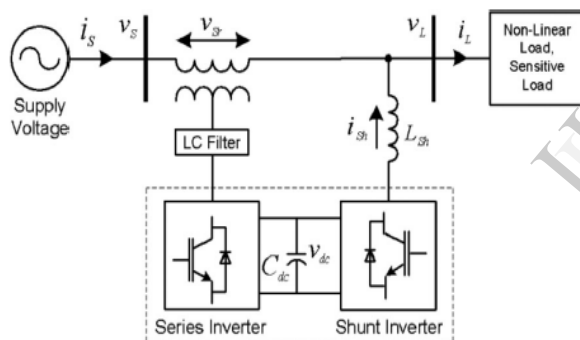 i_S
v_S
v_Sr
v_L
i_L
Non-Linear
Load,
Sensitive
Load
Supply
Voltage
LC Filter
i_Sh
L_Sh
C_dc
v_dc
Series Inverter
Shunt Inverter